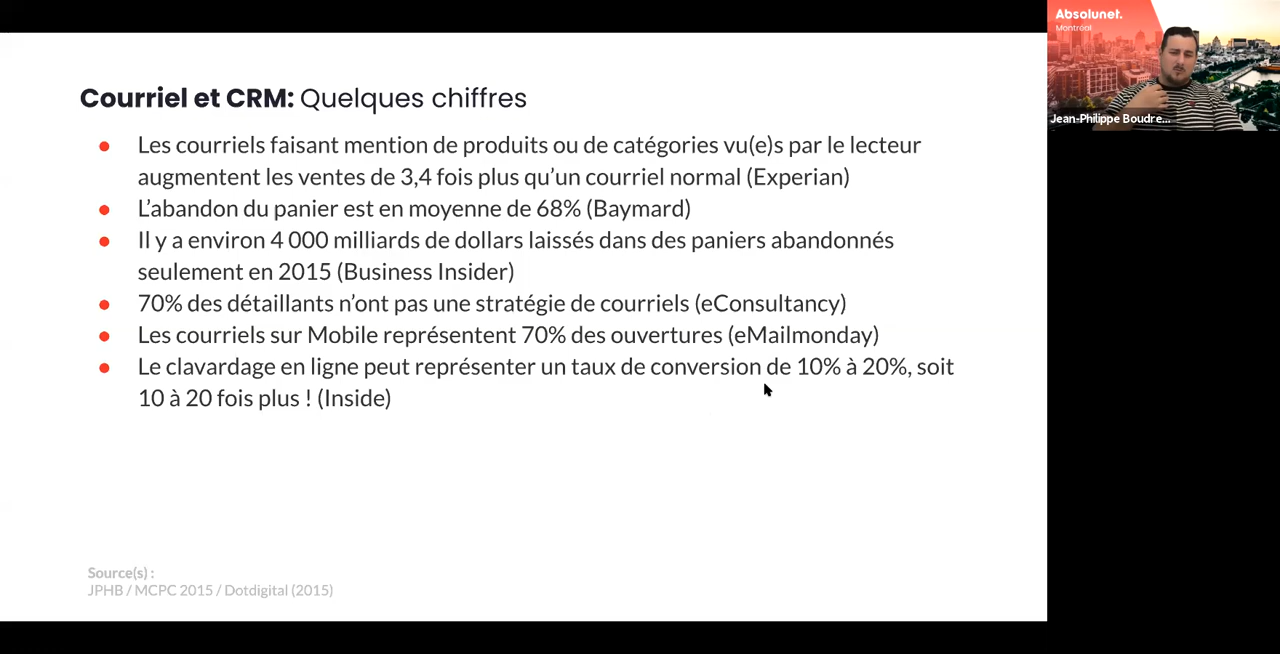 Courriel et CRM: Quelques chiffres
Les courriels faisant mention de produits ou de catégories vu(e)s par le lecteur
augmentent les ventes de 3,4 fois plus qu’un courriel normal (Experian)
L’abandon du panier est en moyenne de 68% (Baymard)
Il y a environ 4 000 milliards de dollars laissés dans des paniers abandonnés
seulement en 2015 (Business Insider)
70% des détaillants n’ont pas une stratégie de courriels (eConsultancy)
Les courriels sur Mobile représentent 70% des ouvertures (eMailmonday)
Le clavardage en ligne peut représenter un taux de conversion de 10% à 20%, soit
10 à 20 fois plus ! (Inside)
Source(s) :
JPHB / MCPC 2015 / Dotdigital (2015)
Absolunet.
Montréal
Jean-Philippe Boudre...